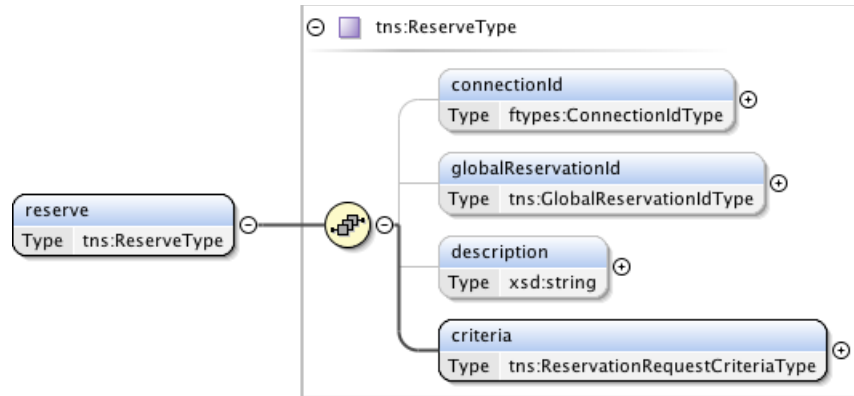 tns:ReserveType
connectionId
Type ftypes:ConnectionIdType
globalReservationId
Type tns:GlobalReservationIdType
reserve
Type tns:ReserveType
description
Type xsd:string
criteria
Type tns:ReservationRequestCriteriaType